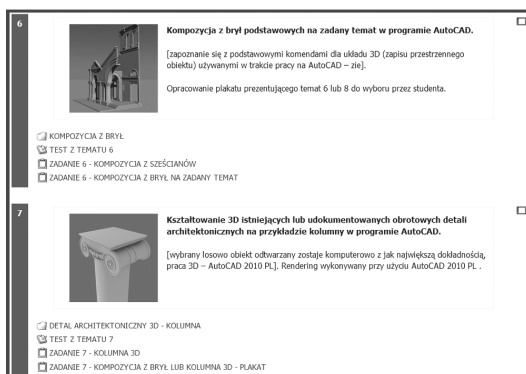 6
Kompozycja z brył podstawowych na zadany temat w programie AutoCAD.
[zapoznanie się z podstawowymi komendami dla układu 3D (zapisu przestrzennego
obiektu) używanymi w trakcie pracy na AutoCAD – zie].
Opracowanie plakatu prezentującego temat 6 lub 8 do wyboru przez studenta.
KOMPOZYCJA Z BRYŁ
TEST Z TEMATU 6
ZADANIE 6 - KOMPOZYCJA Z SZEŚCIANÓW
ZADANIE 6 - KOMPOZYCJA Z BRYŁ NA ZADANY TEMAT
7
Kształtowanie 3D istniejących lub udokumentowanych obrotowych detali
architektonicznych na przykładzie kolumny w programie AutoCAD.
[wybrany losowo obiekt odtwarzany zostaje komputerowo z jak największą dokładnością,
praca 3D – AutoCAD 2010 PL]. Rendering wykonywany przy użyciu AutoCAD 2010 PL .
DETAL ARCHITEKTONICZNY 3D - KOLUMNA
TEST Z TEMATU 7
ZADANIE 7 - KOLUMNA 3D
ZADANIE 7 - KOMPOZYCJA Z BRYŁ LUB KOLUMNA 3D - PLAKAT